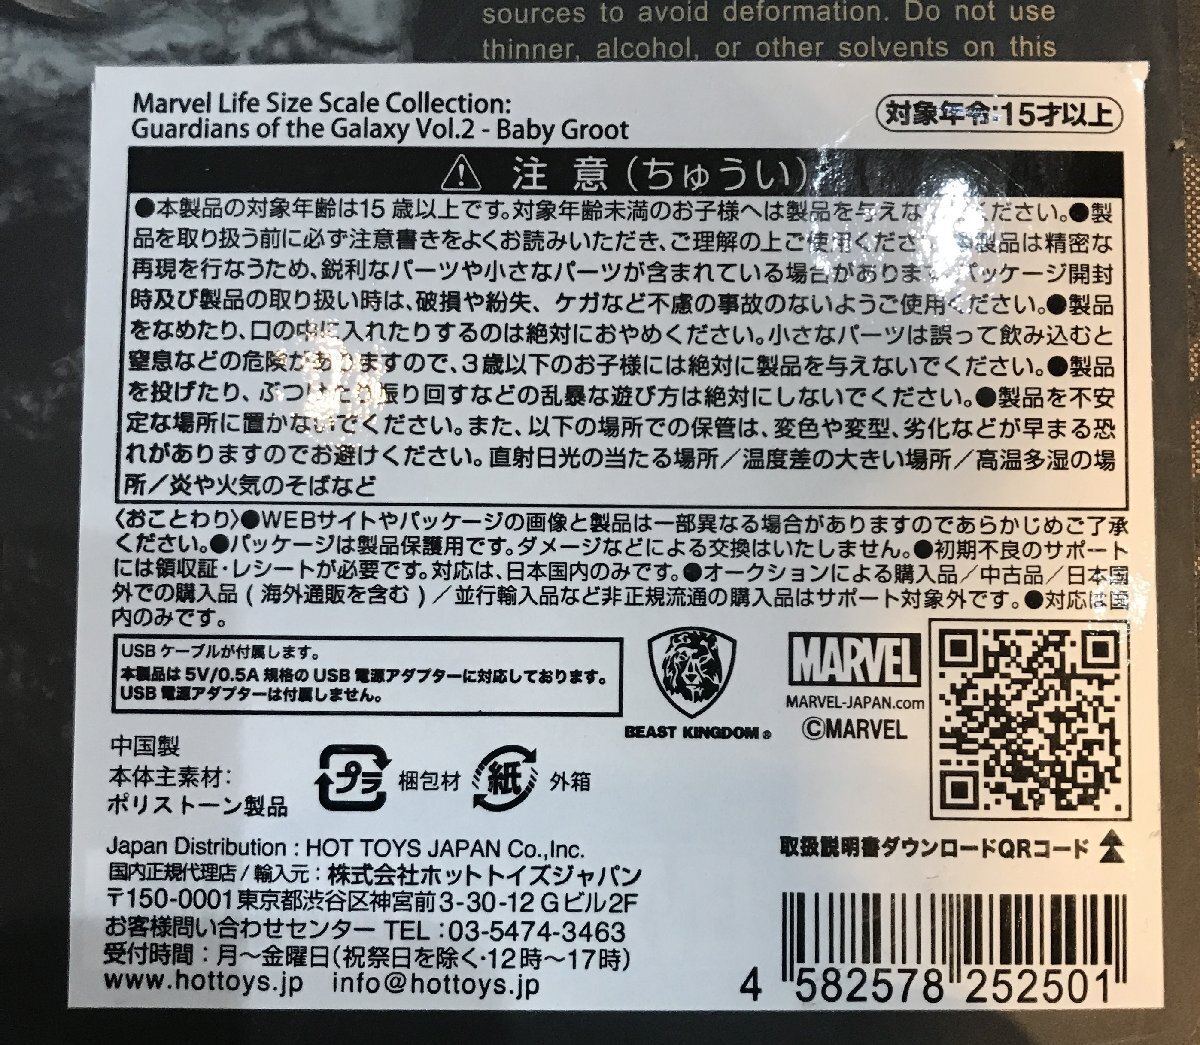 sources to avoid deformation. Do not use
thinner, alcohol, or other solvents on this
Marvel Life Size Scale Collection:
Guardians of the Galaxy Vol.2 - Baby Groot
対象年令:15才以上
注意(ちゅうい)
●本製品の対象年齢は15歳以上です。対象年齢未満のお子様へは製品を与えな ください。●製
品を取り扱う前に必ず注意書きをよくお読みいただき、ご理解の上ご使用くださ 製品は精密な
再現を行なうため、鋭利なパーツや小さなパーツが含まれている場合があります パッケージ開封
時及び製品の取り扱い時は、破損や紛失、ケガなど不慮の事故のないようご使用ください。●製品
をなめたり、口の中に入れたりするのは絶対におやめください。小さなパーツは誤って飲み込むと
窒息などの危険がありますので、3歳以下のお子様には絶対に製品を与えないでください。●製品
を投げたり、ぶつけたり振り回すなどの乱暴な遊び方は絶対にしないでください。●製品を不安
定な場所に置かないでください。また、以下の場所での保管は、変色や変型、劣化などが早まる恐
れがありますのでお避けください。直射日光の当たる場所/温度差の大きい場所/高温多湿の場
所/炎や火気のそばなど
〈おことわり〉●WEBサイトやパッケージの画像と製品は一部異なる場合がありますのであらかじめご了承
ください。●パッケージは製品保護用です。ダメージなどによる交換はいたしません。●初期不良のサポート
には領収証・レシートが必要です。対応は、日本国内のみです。●オークションによる購入品/中古品/日本国
外での購入品(海外通販を含む)/並行輸入品など非正規流通の購入品はサポート対象外です。●対応は国
内のみです。
USBケーブルが付属します。
本製品は5V/0.5A規格のUSB電源アダプターに対応しております。
USB電源アダプターは付属しません。
BEAST KINGDOM®
MARVEL
MARVEL-JAPAN.com
©MARVEL
中国製
本体主素材:
ポリストーン製品
プラ 梱包材 紙 外箱
取扱説明書ダウンロードQRコード
Japan Distribution : HOT TOYS JAPAN Co.,Inc.
国内正規代理店/輸入元:株式会社ホットトイズジャパン
〒150-0001東京都渋谷区神宮前3-30-12Gビル2F
お客様問い合わせセンター TEL:03-5474-3463
受付時間:月〜金曜日(祝祭日を除く・12時〜17時)
www.hottoys.jp info@hottoys.jp
4 582578 252501